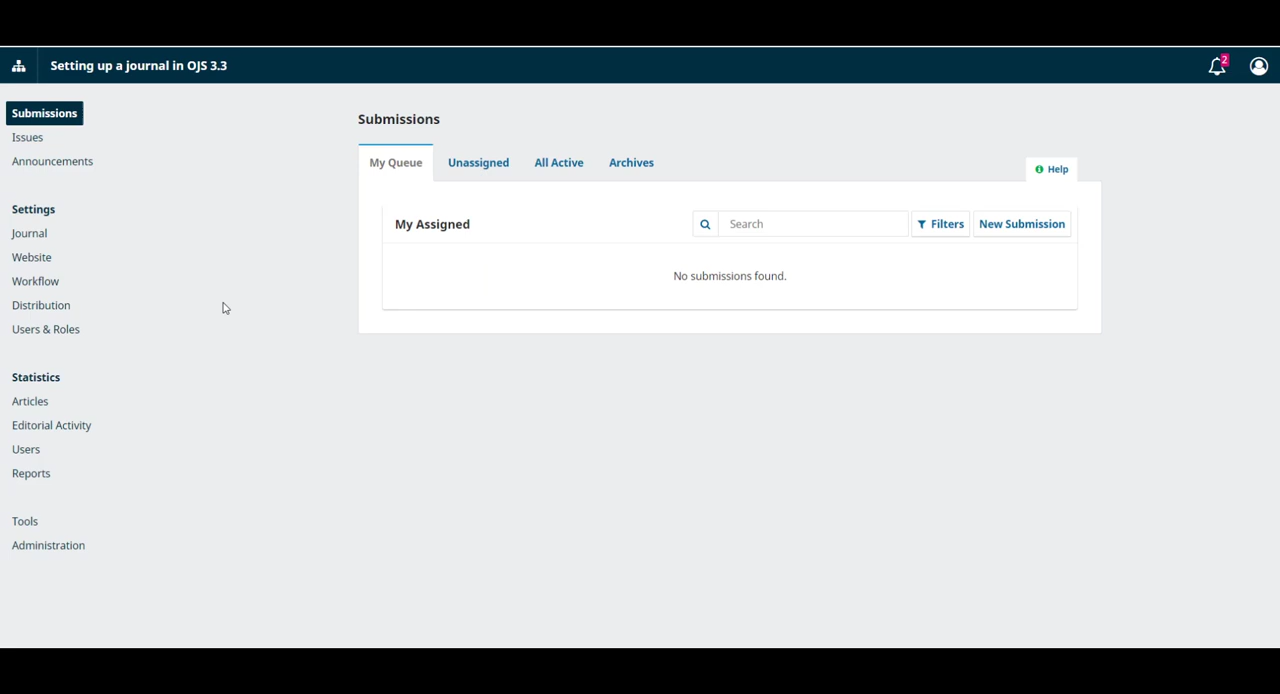 Setting up a journal in OJS 3.3
2
Submissions
Issues
Announcements
Settings
Journal
Website
Workflow
Distribution
Users & Roles
Statistics
Articles
Editorial Activity
Users
Reports
Tools
Administration
Submissions
My Queue Unassigned All Active Archives
Help
My Assigned Search Filters New Submission
No submissions found.